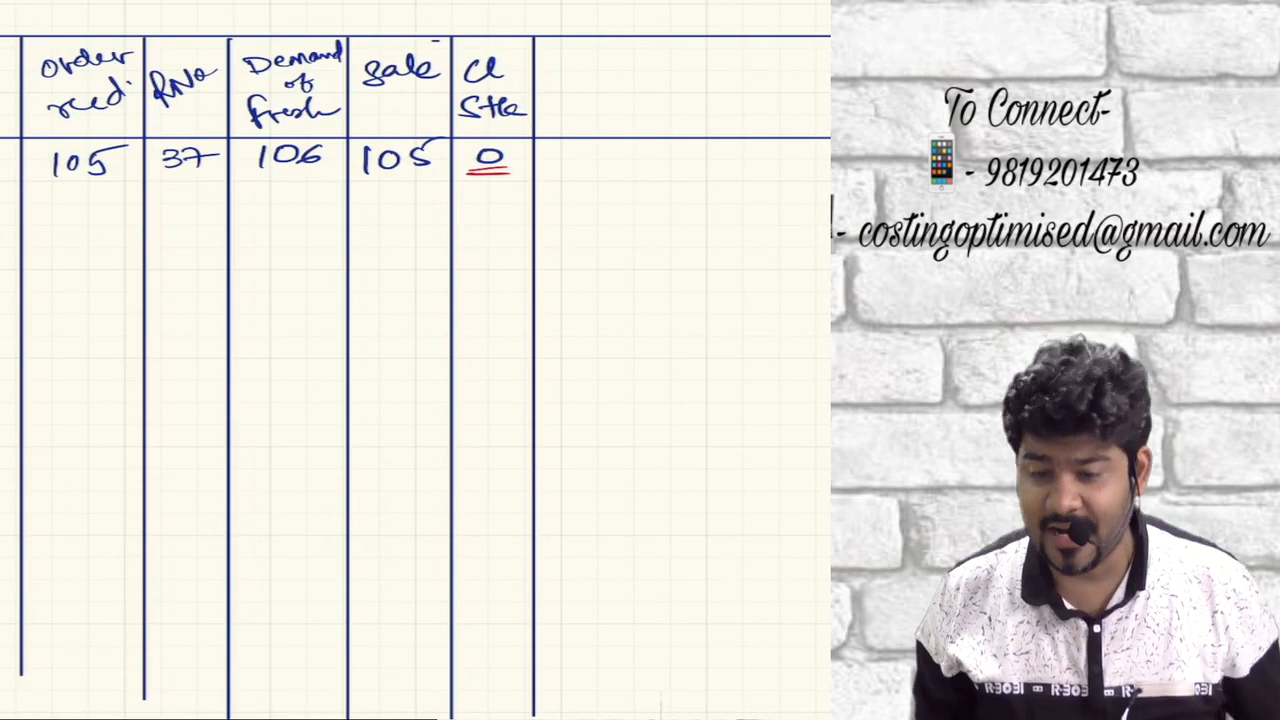 Order RNo Demand Sale Cl
recd. of Stk
fresh
105 37 106 105 0
To Connect-
- 9819201473
- costingoptimised@gmail.com